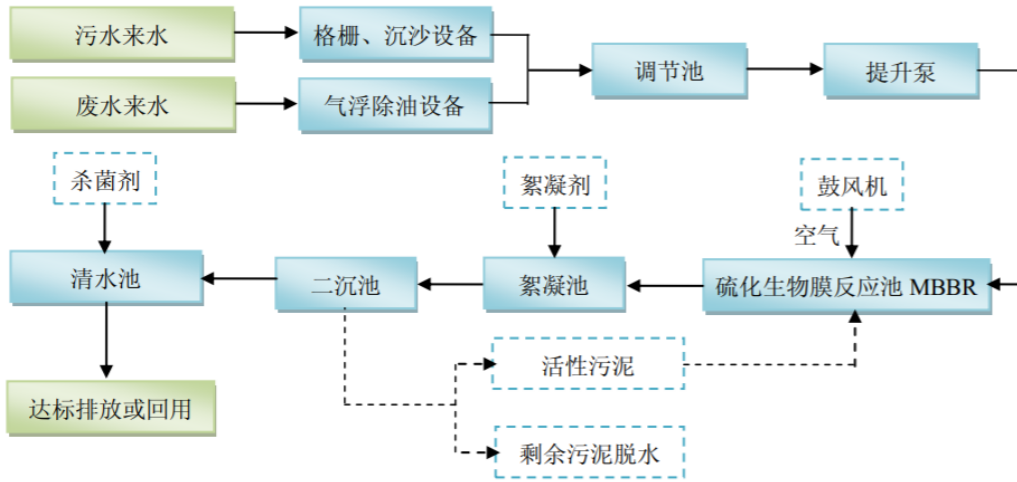 污水来水
格栅、沉沙设备
调节池
提升泵
废水来水
气浮除油设备
杀菌剂
絮凝剂
鼓风机
空气
清水池
二沉池
絮凝池
硫化生物膜反应池 MBBR
活性污泥
达标排放或回用
剩余污泥脱水